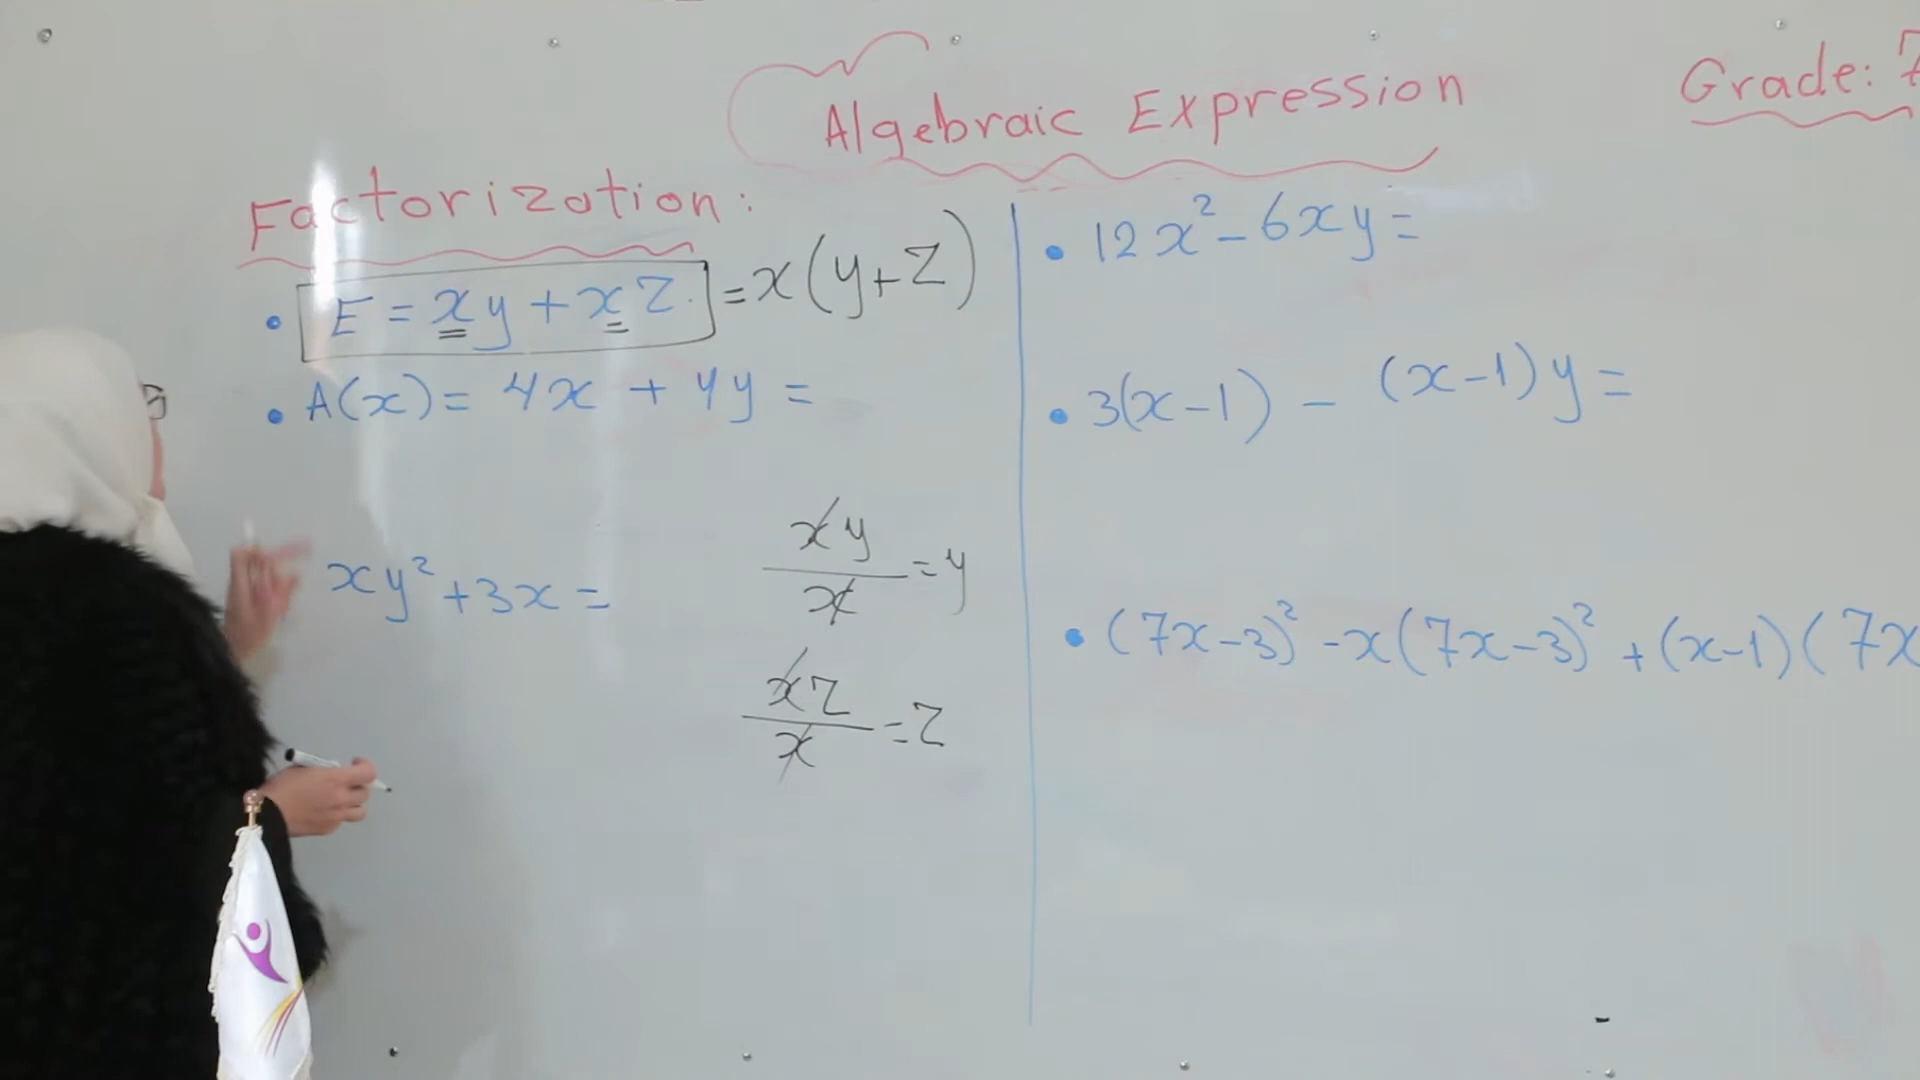 Algebraic Expression
Grade: 7
Factorization:
• E = xy + xz = x(y+z)
• A(x) = 4x + 4y =
xy² + 3x =
xy/x = y
xz/x = z
• 12x² - 6xy =
• 3(x-1) - (x-1)y =
• (7x-3)² - x(7x-3)² + (x-1)(7x